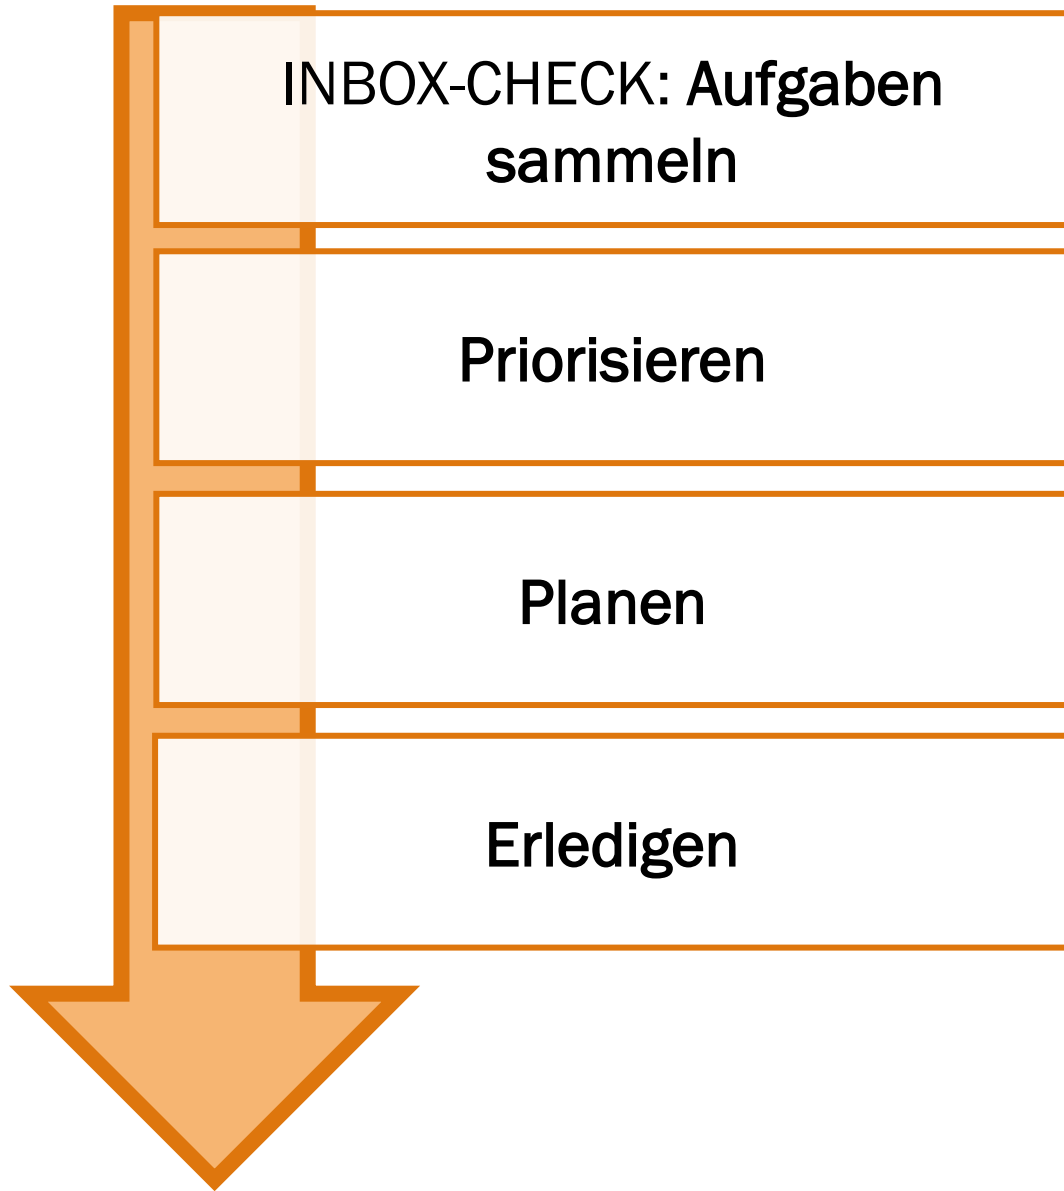 INBOX-CHECK: Aufgaben
sammeln
Priorisieren
Planen
Erledigen